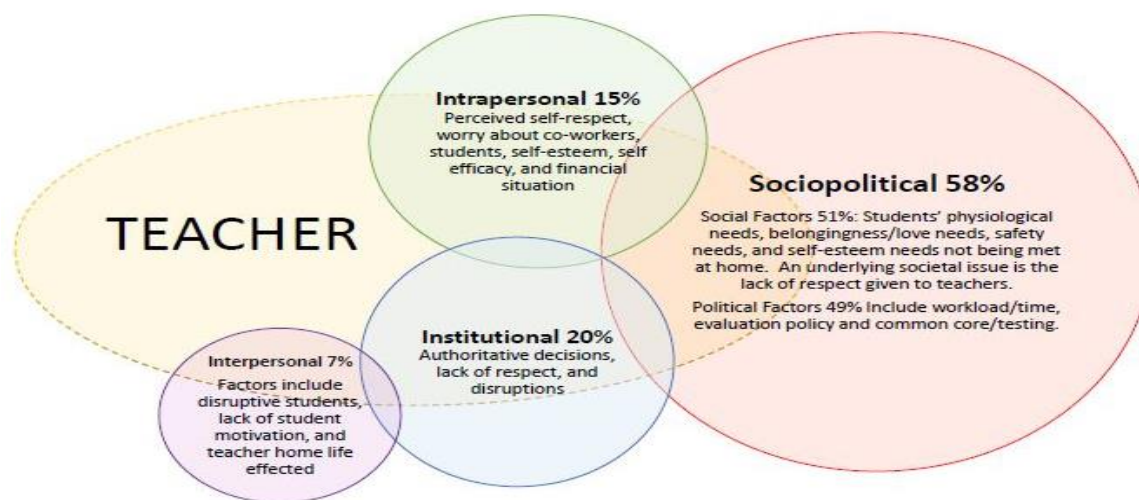 Intrapersonal 15%
Perceived self-respect,
worry about co-workers,
students, self-esteem, self
efficacy, and financial
situation
TEACHER
Sociopolitical 58%
Social Factors 51%: Students’ physiological
needs, belongingness/love needs, safety
needs, and self-esteem needs not being met
at home. An underlying societal issue is the
lack of respect given to teachers.
Political Factors 49% Include workload/time,
evaluation policy and common core/testing.
Institutional 20%
Authoritative decisions,
lack of respect, and
disruptions
Interpersonal 7%
Factors include
disruptive students,
lack of student
motivation, and
teacher home life
effected